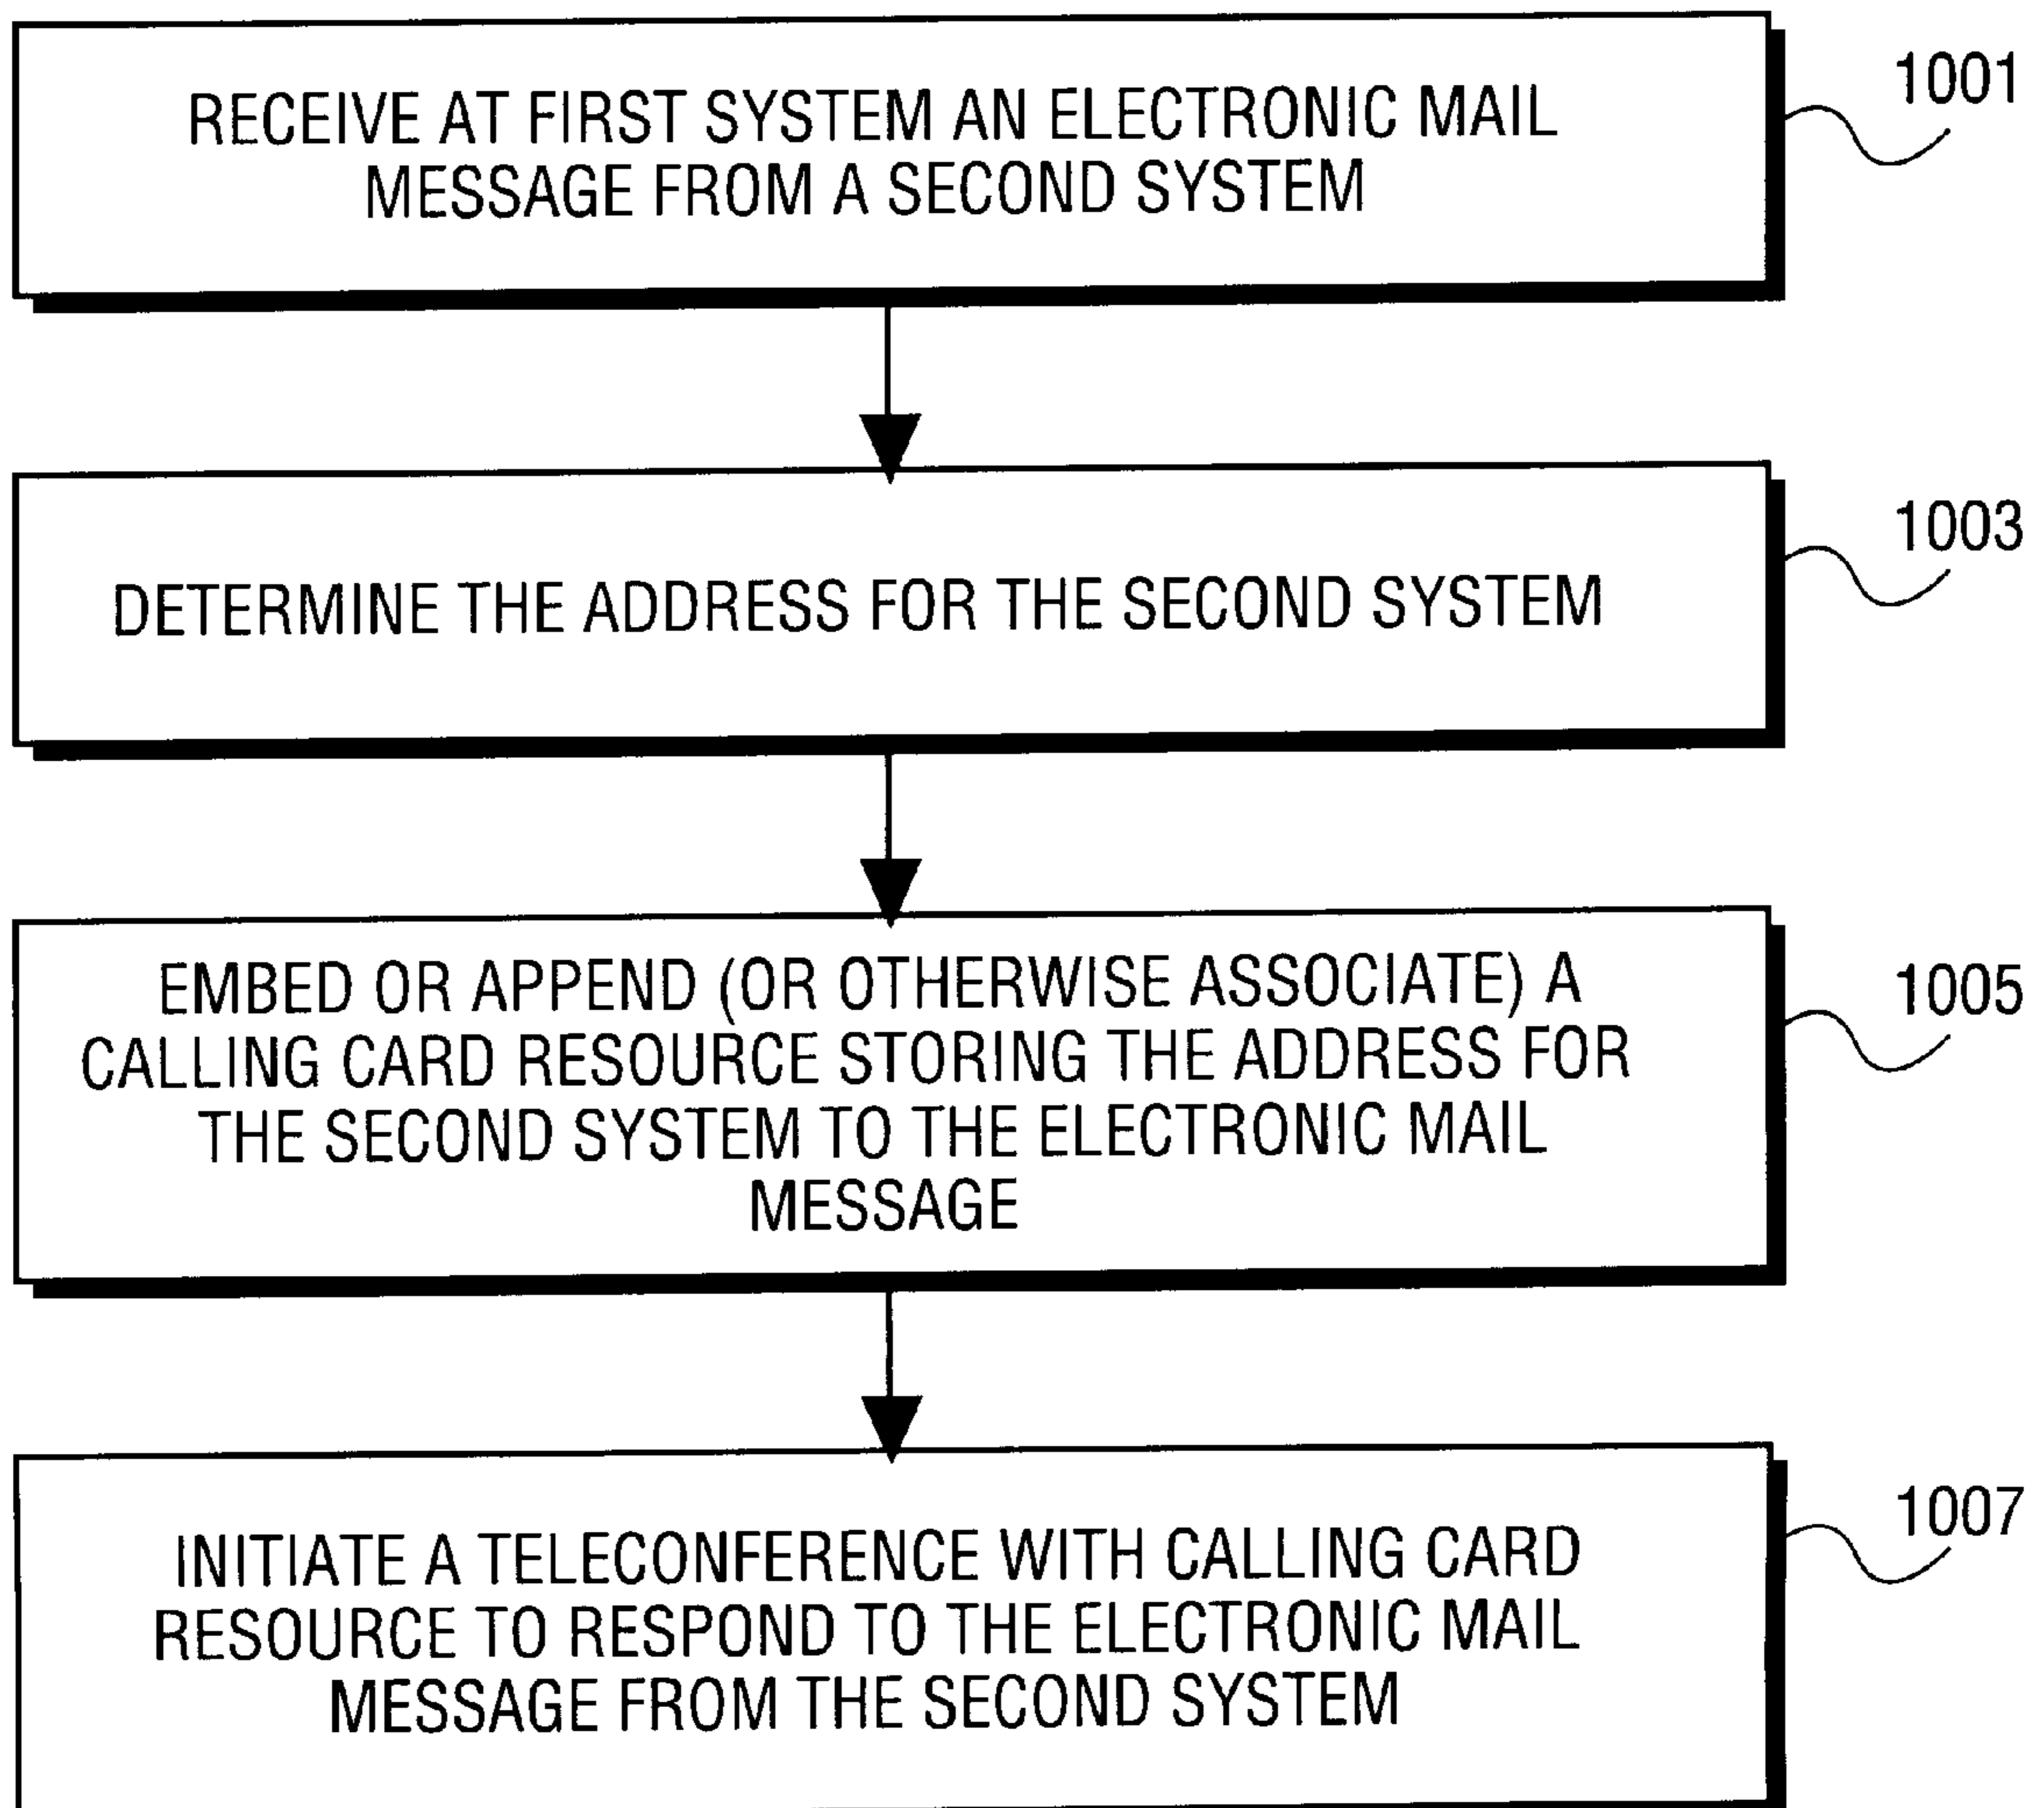 RECEIVE AT FIRST SYSTEM AN ELECTRONIC MAIL
MESSAGE FROM A SECOND SYSTEM
1001
DETERMINE THE ADDRESS FOR THE SECOND SYSTEM
1003
EMBED OR APPEND (OR OTHERWISE ASSOCIATE) A
CALLING CARD RESOURCE STORING THE ADDRESS FOR
THE SECOND SYSTEM TO THE ELECTRONIC MAIL
MESSAGE
1005
INITIATE A TELECONFERENCE WITH CALLING CARD
RESOURCE TO RESPOND TO THE ELECTRONIC MAIL
MESSAGE FROM THE SECOND SYSTEM
1007